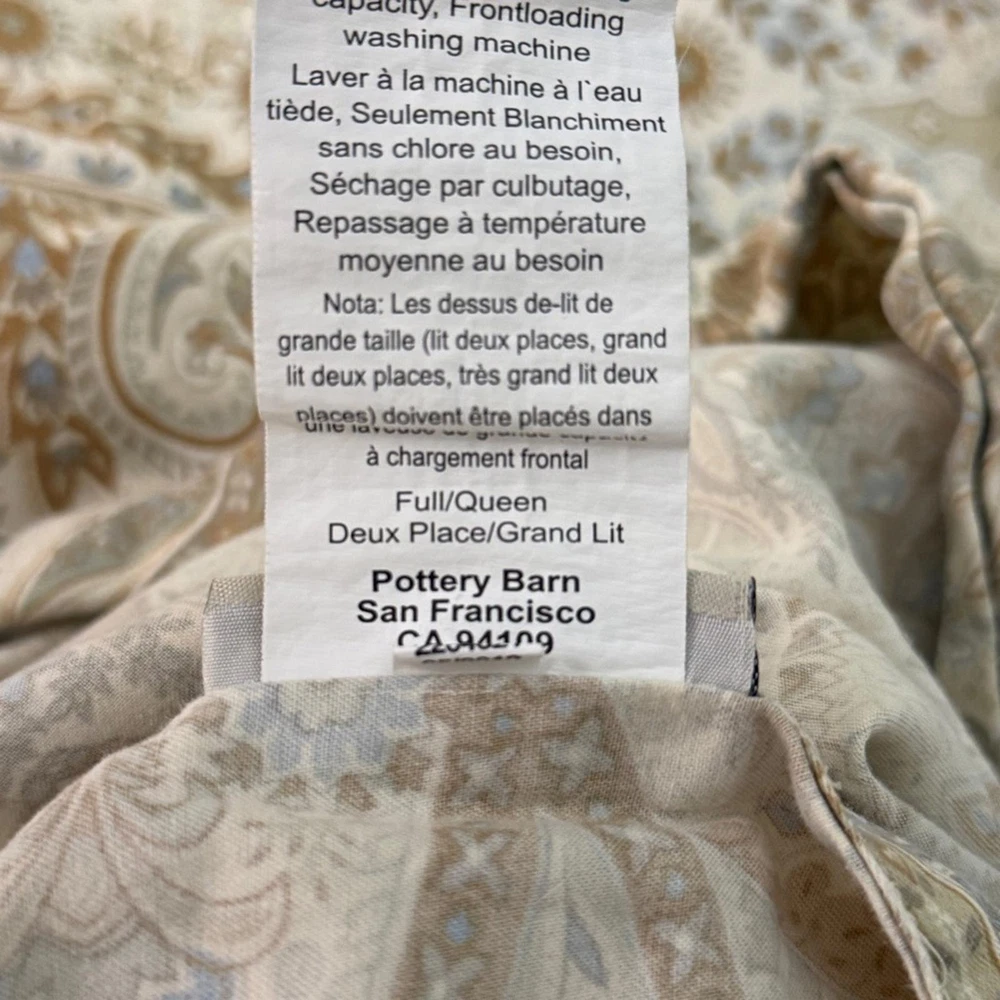 capacity, Frontloading
washing machine
Laver à la machine à l`eau
tiède, Seulement Blanchiment
sans chlore au besoin,
Séchage par culbutage,
Repassage à température
moyenne au besoin
Nota: Les dessus de-lit de
grande taille (lit deux places, grand
lit deux places, très grand lit deux
places) doivent être placés dans
à chargement frontal
Full/Queen
Deux Place/Grand Lit
Pottery Barn
San Francisco
CA 94109